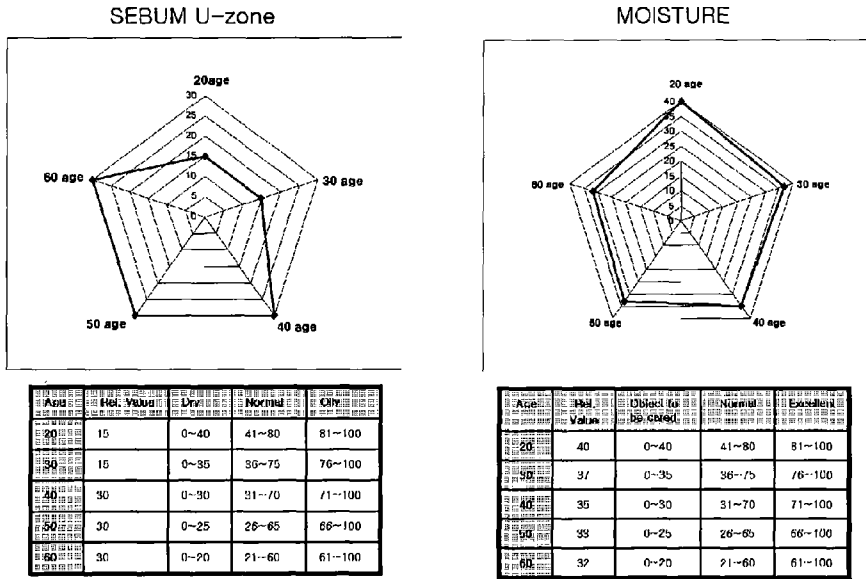 SEBUM U-zone
MOISTURE
20age
30
25
20
15
10
5
0
60 age
30 age
50 age
40 age
20 age
40
35
30
25
20
15
10
5
0
60 age
30 age
50 age
40 age
Age Rel. Value Dry Normal Oily
20 15 0~40 41~80 81~100
30 15 0~35 36~75 76~100
40 30 0~30 31~70 71~100
50 30 0~25 26~65 66~100
60 30 0~20 21~60 61~100
Age Rel. Value Object to be cared Normal Excellent
20 40 0~40 41~80 81~100
30 37 0~35 36~75 76~100
40 35 0~30 31~70 71~100
50 33 0~25 26~65 66~100
60 32 0~20 21~60 61~100